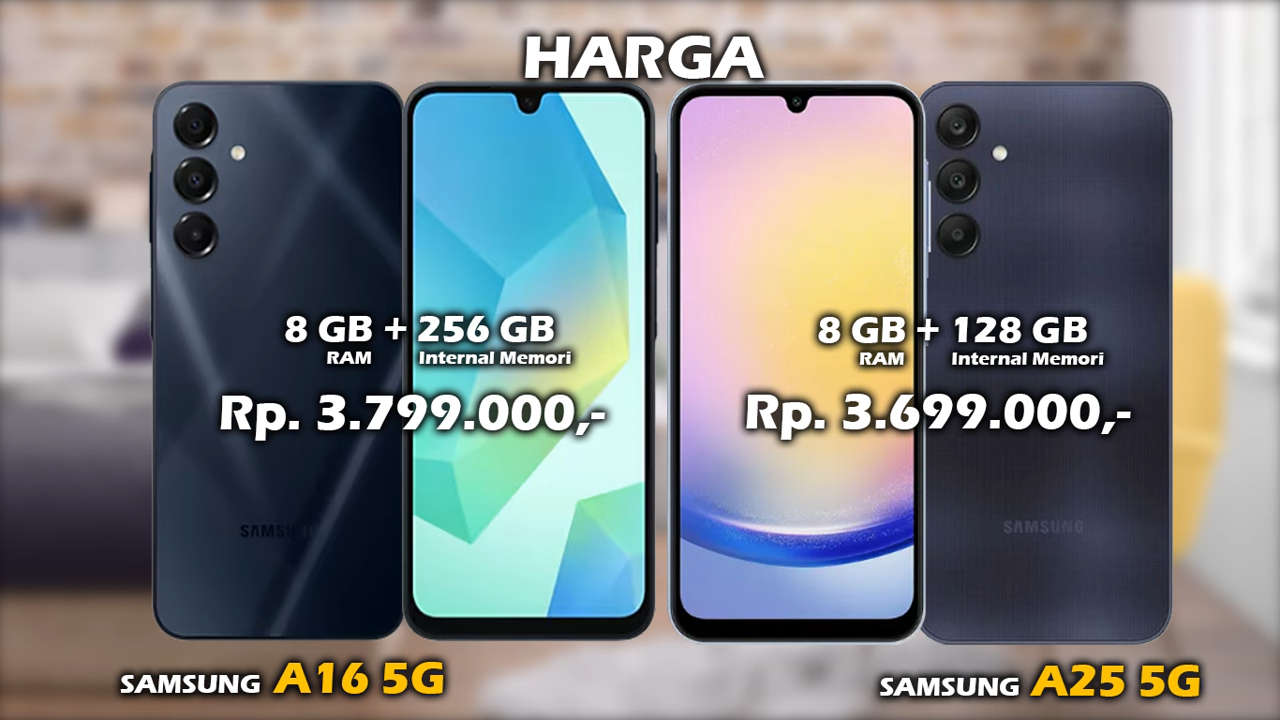 HARGA
8 GB + 256 GB
RAM Internal Memori
Rp. 3.799.000,-
8 GB + 128 GB
RAM Internal Memori
Rp. 3.699.000,-
SAMSUNG
SAMSUNG
SAMSUNG A16 5G
SAMSUNG A25 5G